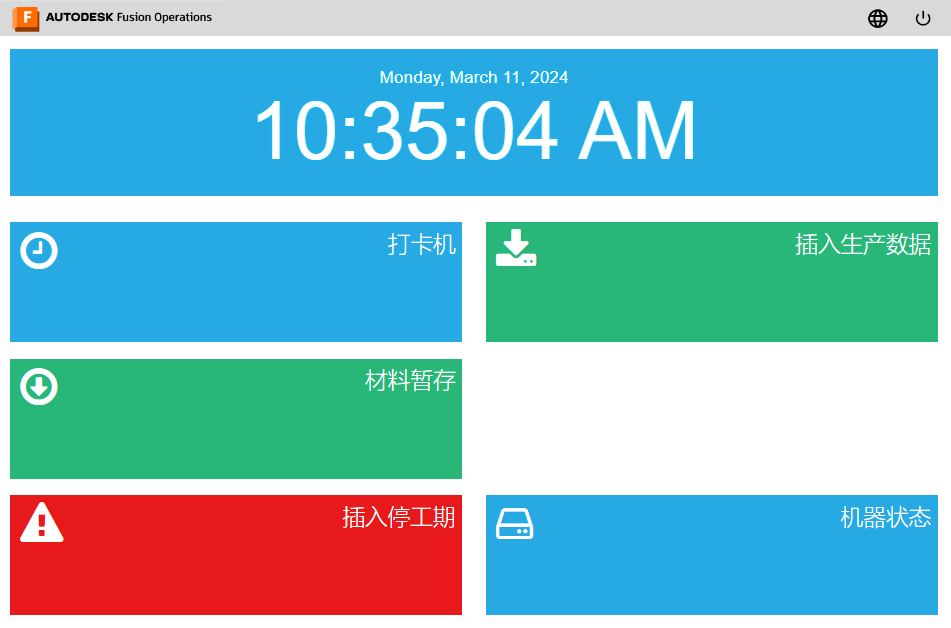 AUTODESK Fusion Operations
Monday, March 11, 2024
10:35:04 AM
打卡机
插入生产数据
材料暂存
插入停工期
机器状态